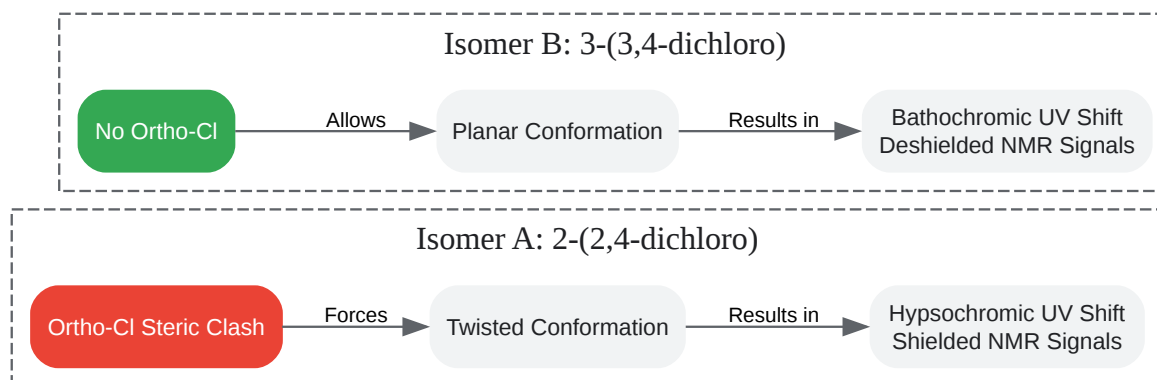 Isomer B: 3-(3,4-dichloro)
No Ortho-Cl
Allows
Planar Conformation
Results in
Bathochromic UV Shift
Deshielded NMR Signals
Isomer A: 2-(2,4-dichloro)
Ortho-Cl Steric Clash
Forces
Twisted Conformation
Results in
Hypsochromic UV Shift
Shielded NMR Signals